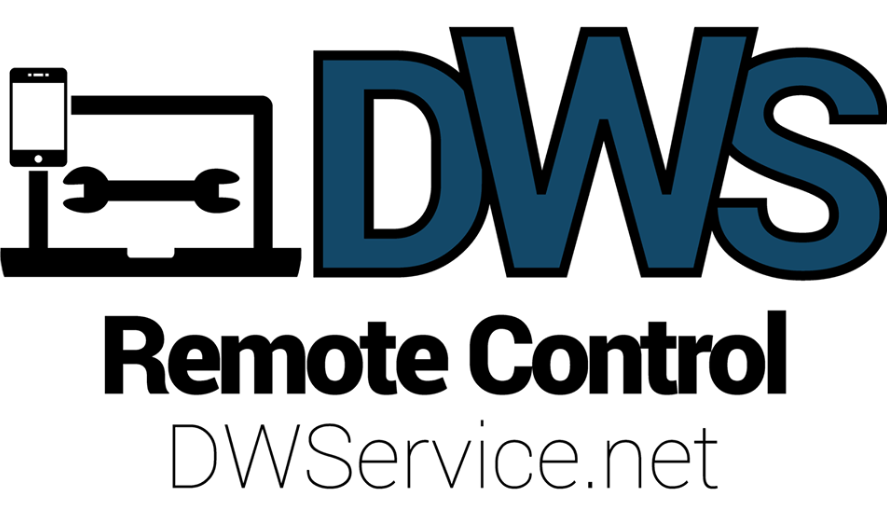 DWS
Remote Control
DWService.net